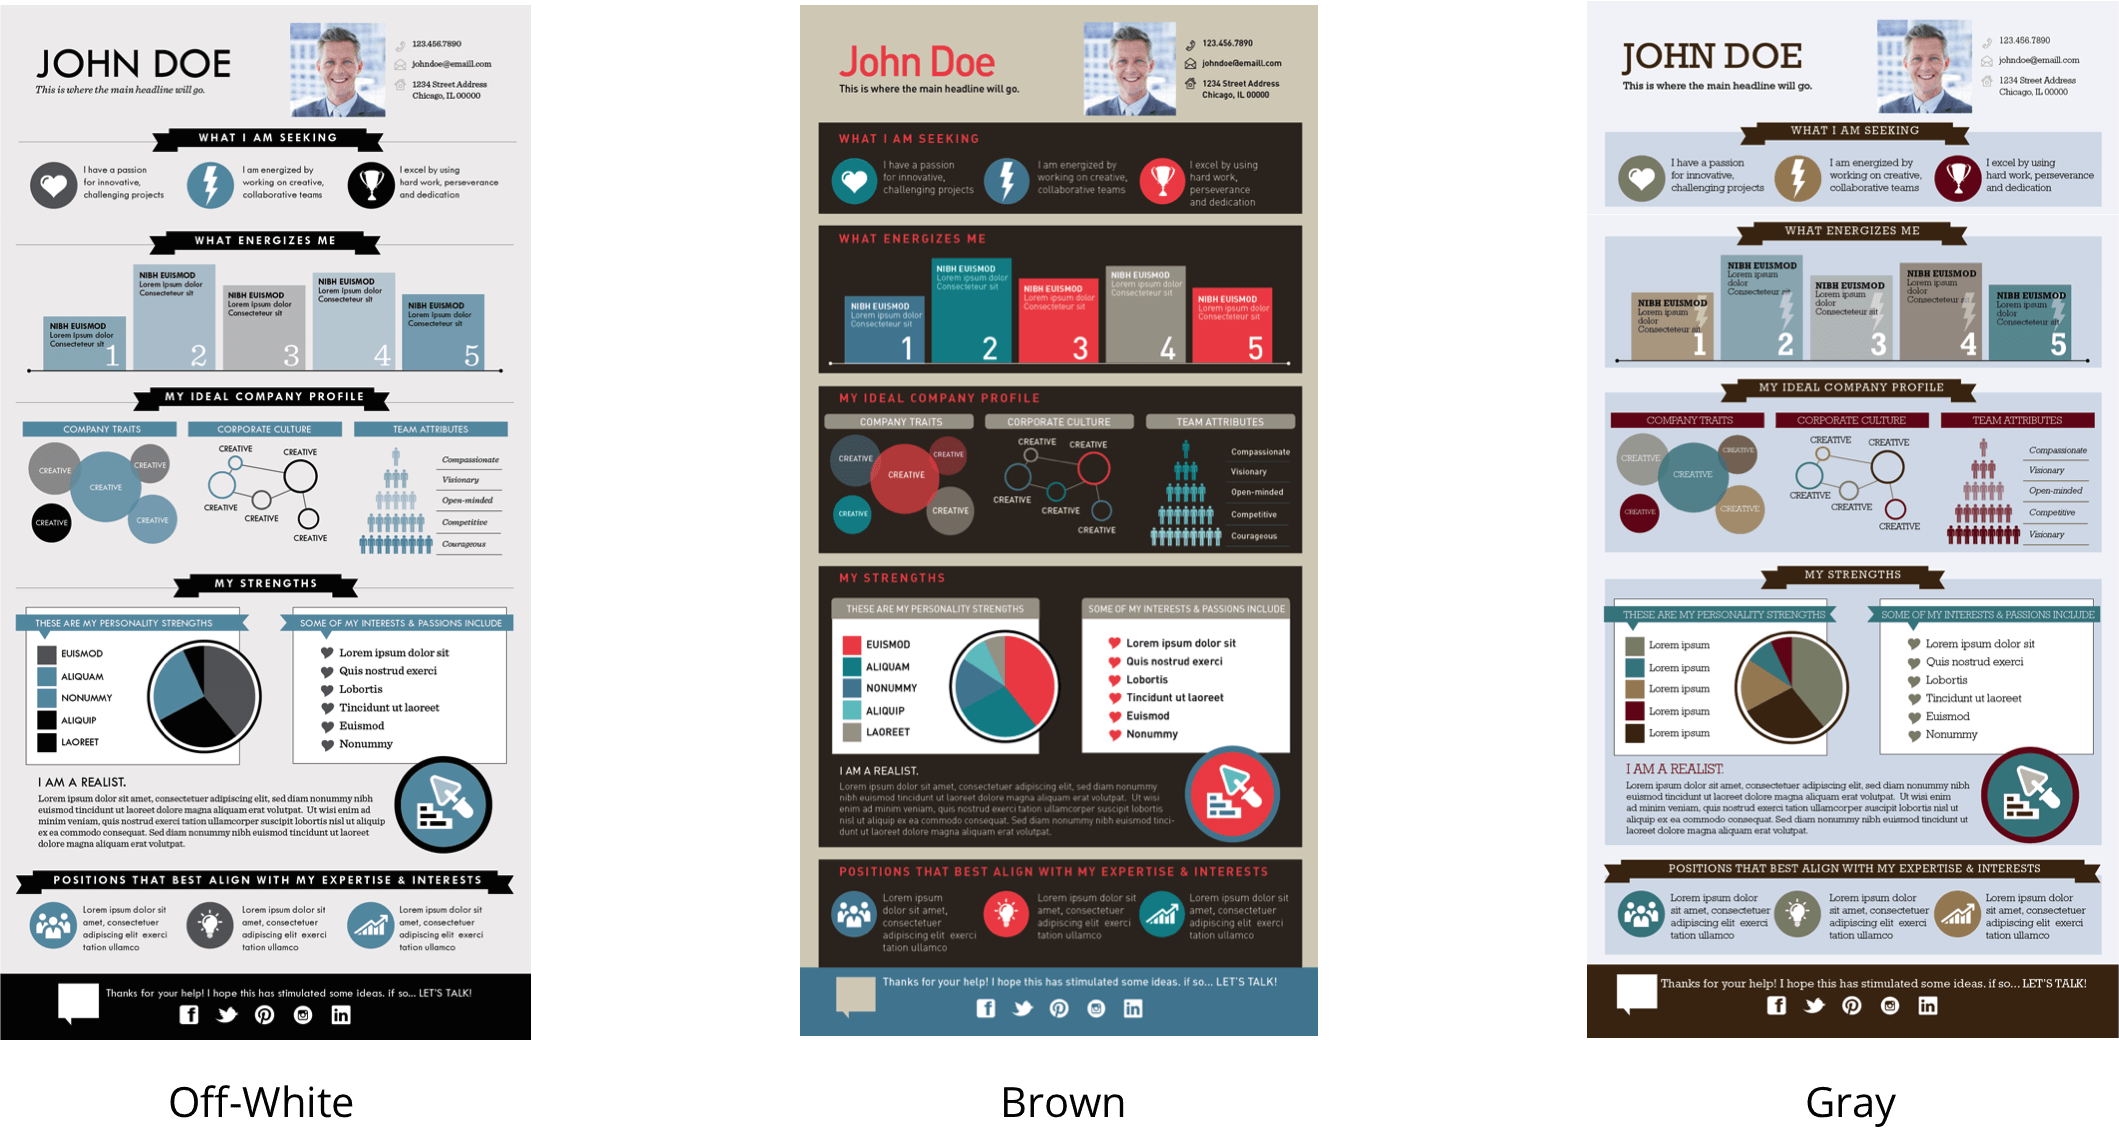 JOHN DOE
This is where the main headline will go.
123.456.7890
johndoe@emaill.com
1234 Street Address
Chicago, IL 00000
WHAT I AM SEEKING
I have a passion
for innovative,
challenging projects
I am energized by
working on creative,
collaborative teams
I excel by using
hard work, perseverance
and dedication
WHAT ENERGIZES ME
NIBH EUISMOD
Lorem ipsum dolor
Consecteteur sit
1
NIBH EUISMOD
Lorem ipsum dolor
Consecteteur sit
2
NIBH EUISMOD
Lorem ipsum dolor
Consecteteur sit
3
NIBH EUISMOD
Lorem ipsum dolor
Consecteteur sit
4
NIBH EUISMOD
Lorem ipsum dolor
Consecteteur sit
5
MY IDEAL COMPANY PROFILE
COMPANY TRAITS
CREATIVE
CREATIVE
CREATIVE
CREATIVE
CREATIVE
CORPORATE CULTURE
CREATIVE
CREATIVE
CREATIVE
CREATIVE
CREATIVE
TEAM ATTRIBUTES
Compassionate
Visionary
Open-minded
Competitive
Courageous
MY STRENGTHS
THESE ARE MY PERSONALITY STRENGTHS
EUISMOD
ALIQUAM
NONUMMY
ALIQUIP
LAOREET
SOME OF MY INTERESTS & PASSIONS INCLUDE
Lorem ipsum dolor sit
Quis nostrud exerci
Lobortis
Tincidunt ut laoreet
Euismod
Nonummy
I AM A REALIST.
Lorem ipsum dolor sit amet, consectetuer adipiscing elit, sed diam nonummy nibh
euismod tincidunt ut laoreet dolore magna aliquam erat volutpat. Ut wisi enim ad
minim veniam, quis nostrud exerci tation ullamcorper suscipit lobortis nisl ut aliquip
ex ea commodo consequat. Sed diam nonummy nibh euismod tincidunt ut laoreet
dolore magna aliquam erat volutpat.
POSITIONS THAT BEST ALIGN WITH MY EXPERTISE & INTERESTS
Lorem ipsum dolor sit
amet, consectetuer
adipiscing elit exerci
tation ullamco
Lorem ipsum dolor sit
amet, consectetuer
adipiscing elit exerci
tation ullamco
Lorem ipsum dolor sit
amet, consectetuer
adipiscing elit exerci
tation ullamco
Thanks for your help! I hope this has stimulated some ideas. if so... LET'S TALK!
Off-White
John Doe
This is where the main headline will go.
123.456.7890
johndoe@emaill.com
1234 Street Address
Chicago, IL 00000
WHAT I AM SEEKING
I have a passion
for innovative,
challenging projects
I am energized by
working on creative,
collaborative teams
I excel by using
hard work,
perseverance
and dedication
WHAT ENERGIZES ME
NIBH EUISMOD
Lorem ipsum dolor
Consecteteur sit
1
NIBH EUISMOD
Lorem ipsum dolor
Consecteteur sit
2
NIBH EUISMOD
Lorem ipsum dolor
Consecteteur sit
3
NIBH EUISMOD
Lorem ipsum dolor
Consecteteur sit
4
NIBH EUISMOD
Lorem ipsum dolor
Consecteteur sit
5
MY IDEAL COMPANY PROFILE
COMPANY TRAITS
CREATIVE
CREATIVE
CREATIVE
CREATIVE
CREATIVE
CORPORATE CULTURE
CREATIVE
CREATIVE
CREATIVE
CREATIVE
CREATIVE
TEAM ATTRIBUTES
Compassionate
Visionary
Open-minded
Competitive
Courageous
MY STRENGTHS
THESE ARE MY PERSONALITY STRENGTHS
EUISMOD
ALIQUAM
NONUMMY
ALIQUIP
LAOREET
SOME OF MY INTERESTS & PASSIONS INCLUDE
Lorem ipsum dolor sit
Quis nostrud exerci
Lobortis
Tincidunt ut laoreet
Euismod
Nonummy
I AM A REALIST.
Lorem ipsum dolor sit amet, consectetuer adipiscing elit, sed diam nonummy
nibh euismod tincidunt ut laoreet dolore magna aliquam erat volutpat. Ut wisi
enim ad minim veniam, quis nostrud exerci tation ullamcorper suscipit lobortis
nisl ut aliquip ex ea commodo consequat. Sed diam nonummy nibh euismod tinci-
dunt ut laoreet dolore magna aliquam erat volutpat.
POSITIONS THAT BEST ALIGN WITH MY EXPERTISE & INTERESTS
Lorem ipsum
dolor sit amet,
consectetuer
adipiscing elit exerci
tation ullamco
Lorem ipsum dolor sit
amet, consectetuer
adipiscing elit exerci
tation ullamco
Lorem ipsum dolor sit
amet, consectetuer
adipiscing elit exerci
tation ullamco
Thanks for your help! I hope this has stimulated some ideas. if so... LET'S TALK!
Brown
JOHN DOE
This is where the main headline will go.
123.456.7890
johndoe@emaill.com
1234 Street Address
Chicago, IL 00000
WHAT I AM SEEKING
I have a passion
for innovative,
challenging projects
I am energized by
working on creative,
collaborative teams
I excel by using
hard work, perseverance
and dedication
WHAT ENERGIZES ME
NIBH EUISMOD
Lorem ipsum
dolor
Consecteteur sit
1
NIBH EUISMOD
Lorem ipsum
dolor
Consecteteur sit
2
NIBH EUISMOD
Lorem ipsum
dolor
Consecteteur sit
3
NIBH EUISMOD
Lorem ipsum
dolor
Consecteteur sit
4
NIBH EUISMOD
Lorem ipsum
dolor
Consecteteur sit
5
MY IDEAL COMPANY PROFILE
COMPANY TRAITS
CREATIVE
CREATIVE
CREATIVE
CREATIVE
CREATIVE
CORPORATE CULTURE
CREATIVE
CREATIVE
CREATIVE
CREATIVE
CREATIVE
TEAM ATTRIBUTES
Compassionate
Visionary
Open-minded
Competitive
Visionary
MY STRENGTHS
THESE ARE MY PERSONALITY STRENGTHS
Lorem ipsum
Lorem ipsum
Lorem ipsum
Lorem ipsum
Lorem ipsum
SOME OF MY INTERESTS & PASSIONS INCLUDE
Lorem ipsum dolor sit
Quis nostrud exerci
Lobortis
Tincidunt ut laoreet
Euismod
Nonummy
I AM A REALIST.
Lorem ipsum dolor sit amet, consectetuer adipiscing elit, sed diam nonummy nibh
euismod tincidunt ut laoreet dolore magna aliquam erat volutpat. Ut wisi enim
ad minim veniam, quis nostrud exerci tation ullamcorper suscipit lobortis nisl ut
aliquip ex ea commodo consequat. Sed diam nonummy nibh euismod tincidunt ut
laoreet dolore magna aliquam erat volutpat.
POSITIONS THAT BEST ALIGN WITH MY EXPERTISE & INTERESTS
Lorem ipsum dolor
sit amet, consectetuer
adipiscing elit exerci
tation ullamco
Lorem ipsum dolor
sit amet, consectetuer
adipiscing elit exerci
tation ullamco
Lorem ipsum dolor
sit amet, consectetuer
adipiscing elit exerci
tation ullamco
Thanks for your help! I hope this has stimulated some ideas. if so... LET'S TALK!
Gray